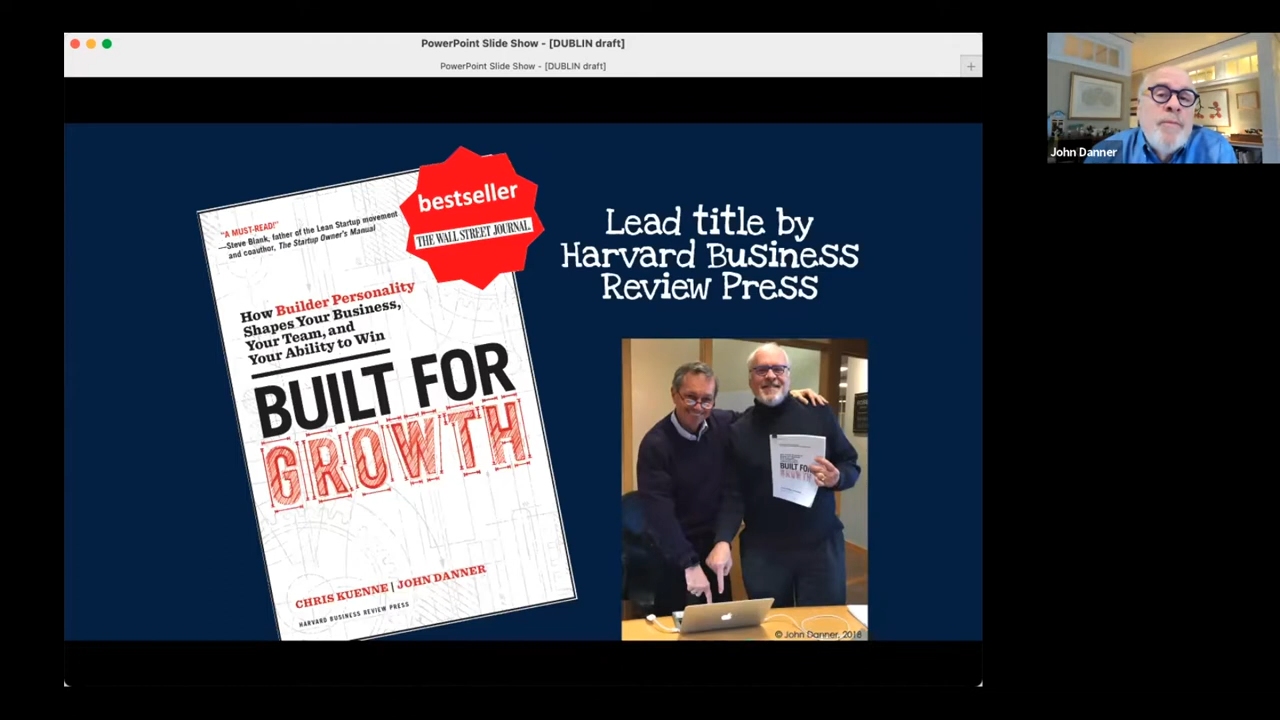 PowerPoint Slide Show - [DUBLIN draft]
PowerPoint Slide Show - [DUBLIN draft]
+
"A MUST-READ!"
—Steve Blank, father of the Lean Startup movement
and coauthor, The Startup Owner's Manual
bestseller
THE WALL STREET JOURNAL.
How Builder Personality
Shapes Your Business,
Your Team, and
Your Ability to Win
BUILT FOR
GROWTH
CHRIS KUENNE | JOHN DANNER
HARVARD BUSINESS REVIEW PRESS
Lead title by
Harvard Business
Review Press
BUILT FOR
GROWTH
© John Danner, 2018
John Danner